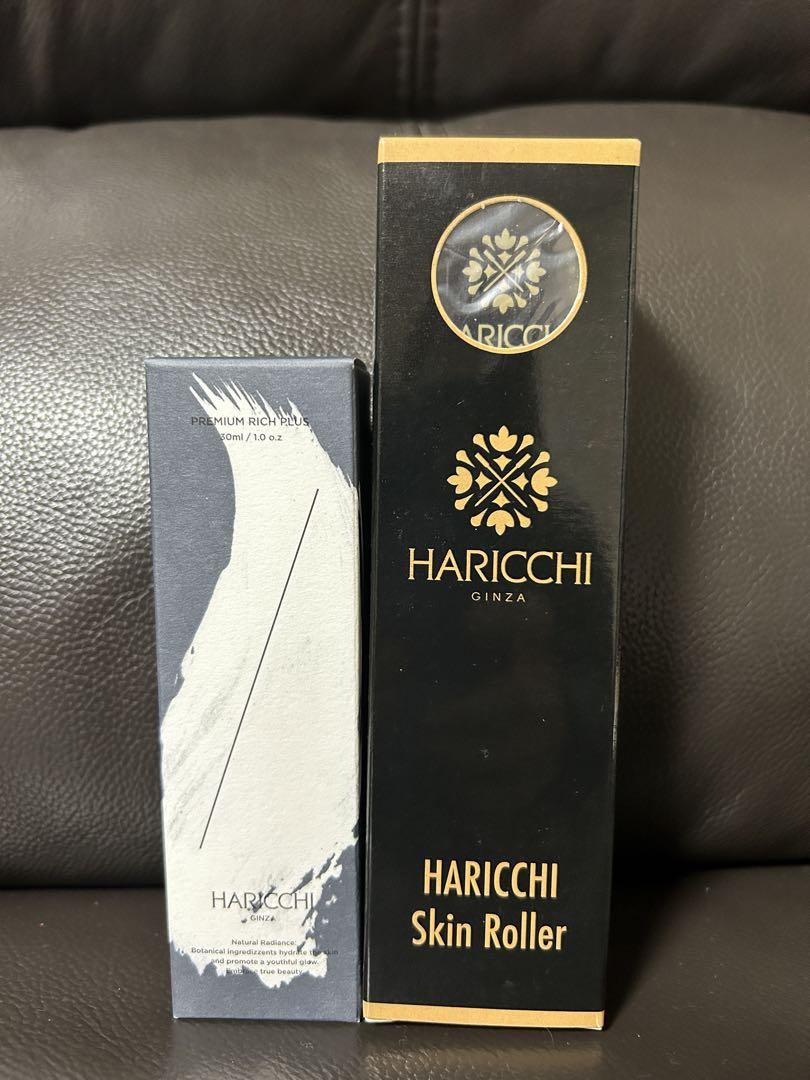 PREMIUM RICH PLUS
30ml / 1.0 o.z
HARICCHI
GINZA
Natural Radiance:
Botanical ingredizzents hydrate the skin
and promote a youthful glow.
Embrace true beauty.
ARICCHI
HARICCHI
GINZA
HARICCHI
Skin Roller